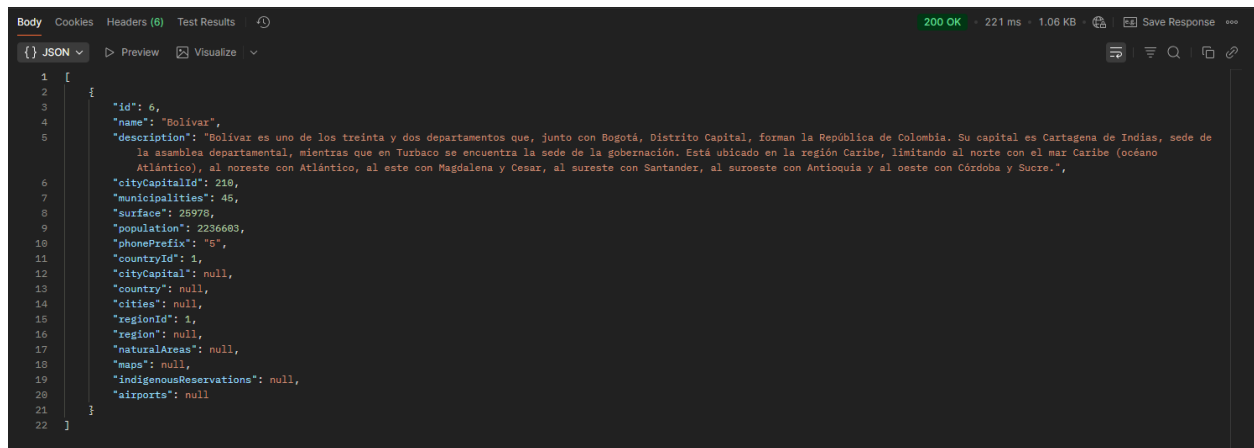 Body Cookies Headers (6) Test Results 200 OK 221 ms 1.06 KB Save Response
{} JSON Preview Visualize
1 [
2 {
3 "id": 6,
4 "name": "Bolívar",
5 "description": "Bolívar es uno de los treinta y dos departamentos que, junto con Bogotá, Distrito Capital, forman la República de Colombia. Su capital es Cartagena de Indias, sede de
la asamblea departamental, mientras que en Turbaco se encuentra la sede de la gobernación. Está ubicado en la región Caribe, limitando al norte con el mar Caribe (océano
Atlántico), al noreste con Atlántico, al este con Magdalena y Cesar, al sureste con Santander, al suroeste con Antioquia y al oeste con Córdoba y Sucre.",
6 "cityCapitalId": 210,
7 "municipalities": 45,
8 "surface": 25978,
9 "population": 2236603,
10 "phonePrefix": "5",
11 "countryId": 1,
12 "cityCapital": null,
13 "country": null,
14 "cities": null,
15 "regionId": 1,
16 "region": null,
17 "naturalAreas": null,
18 "maps": null,
19 "indigenousReservations": null,
20 "airports": null
21 }
22 ]